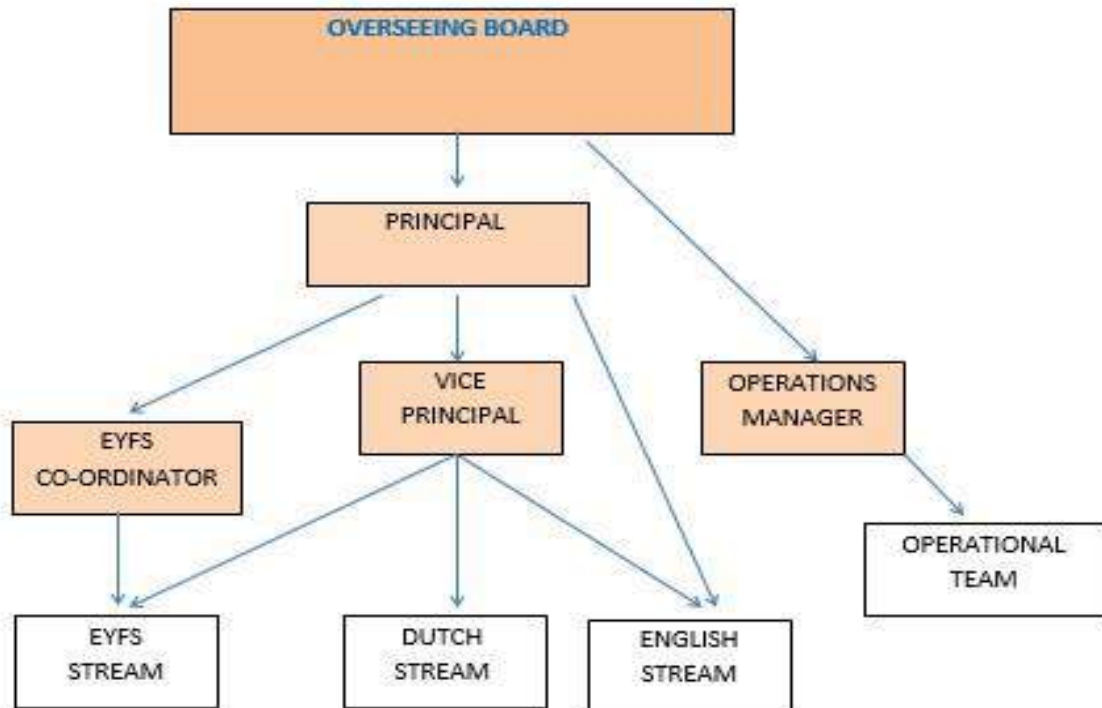 OVERSEEING BOARD
PRINCIPAL
VICE
PRINCIPAL
OPERATIONS
MANAGER
EYFS
CO-ORDINATOR
OPERATIONAL
TEAM
EYFS
STREAM
DUTCH
STREAM
ENGLISH
STREAM